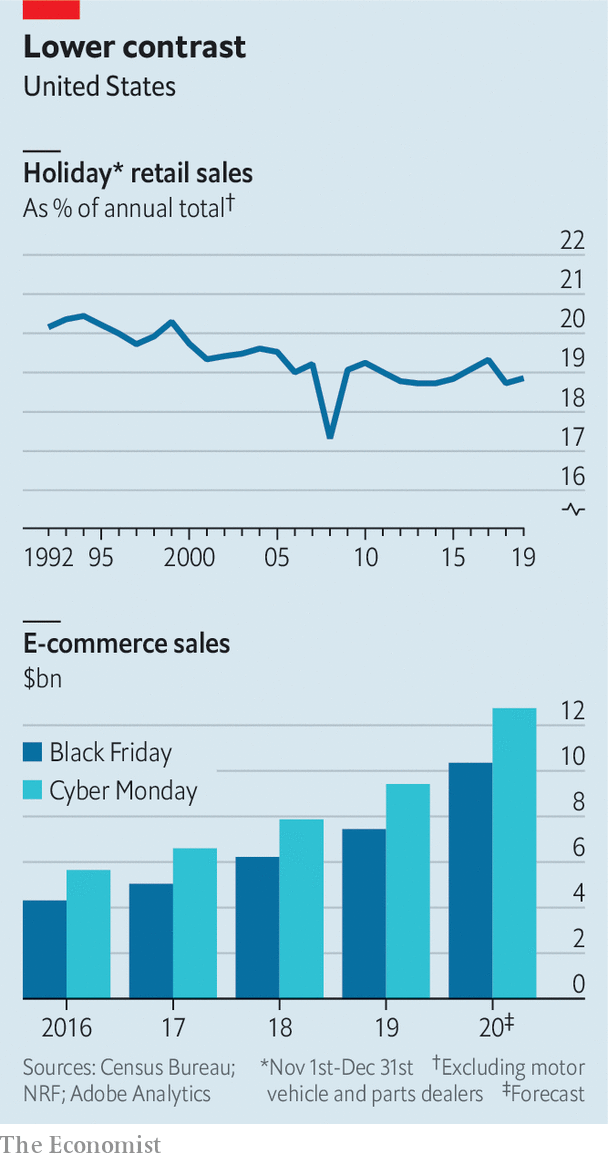 Lower contrast
United States
Holiday* retail sales
As % of annual total†
22
21
20
19
18
17
16
1992 95 2000 05 10 15 19
E-commerce sales
$bn
Black Friday
Cyber Monday
12
10
8
6
4
2
0
2016 17 18 19 20‡
Sources: Census Bureau; *Nov 1st-Dec 31st †Excluding motor
NRF; Adobe Analytics vehicle and parts dealers ‡Forecast
The Economist